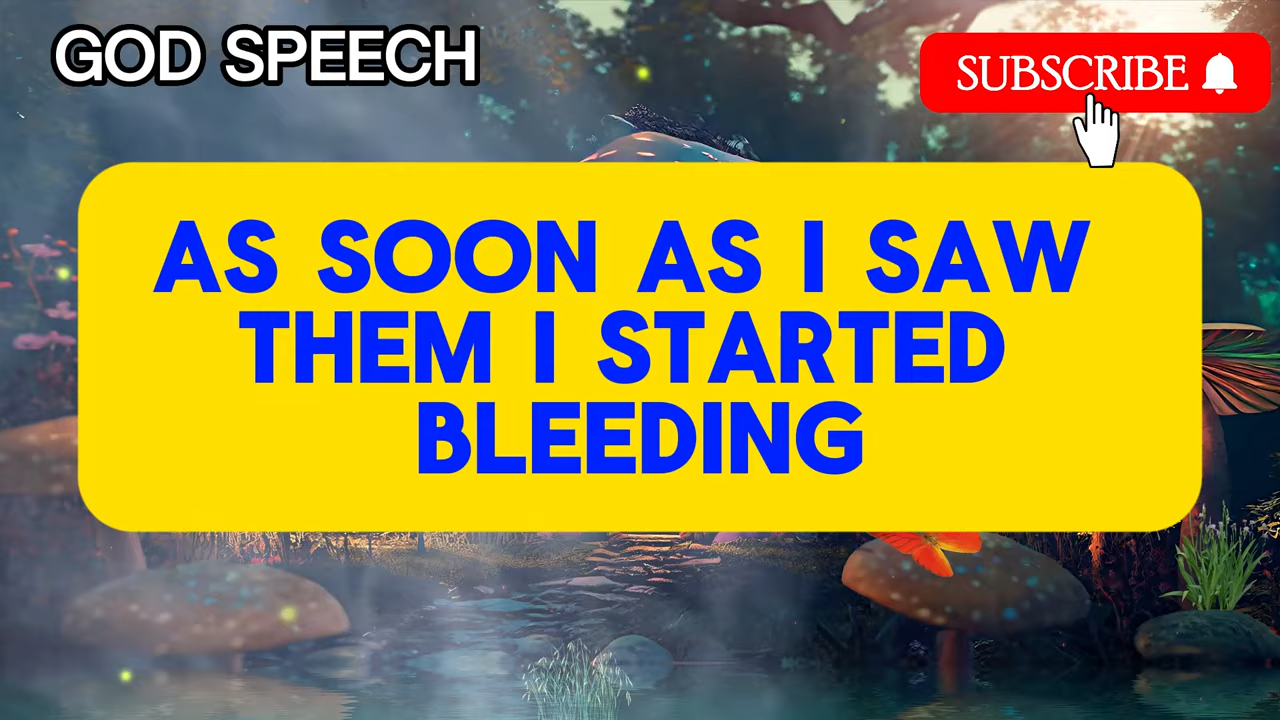 GOD SPEECH
SUBSCRIBE
AS SOON AS I SAW
THEM I STARTED
BLEEDING